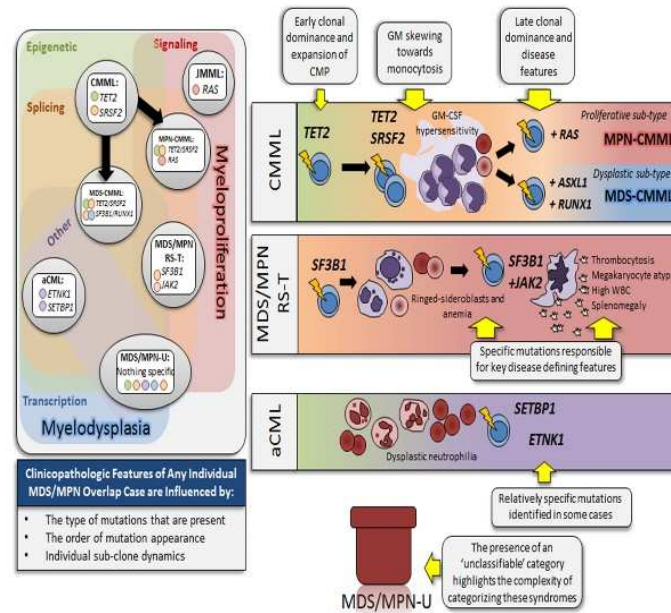 Epigenetic
Signaling
JMML:
RAS
CMML:
TET2
SRSF2
Splicing
MPN-CMML:
TET2/SRSF2
RAS
MDS-CMML:
TET2/SRSF2
SF3B1/RUNX1
Myeloproliferation
Other
MDS/MPN
RS-T
SF3B1
JAK2
aCML:
ETNK1
SETBP1
MDS/MPN-U:
Nothing specific
Transcription
Myelodysplasia
Clinicopathologic Features of Any Individual
MDS/MPN Overlap Case are Influenced by:
• The type of mutations that are present
• The order of mutation appearance
• Individual sub-clone dynamics
Early clonal
dominance and
expansion of
CMP
GM skewing
towards
monocytosis
Late clonal
dominance and
disease
features
CMML
TET2
TET2
SRSF2
GM-CSF
hypersensitivity
+ RAS
Proliferative sub-type
MPN-CMML
Dysplastic sub-type
MDS-CMML
+ ASXL1
+ RUNX1
MDS/MPN
RS-T
SF3B1
Ringed-sideroblasts and
anemia
SF3B1
+JAK2
Thrombocytosis
Megakaryocyte atypia
High WBC
Splenomegaly
Specific mutations responsible
for key disease defining features
aCML
Dysplastic neutrophilia
SETBP1
ETNK1
Relatively specific mutations
identified in some cases
MDS/MPN-U
The presence of an
'unclassifiable' category
highlights the complexity of
categorizing these syndromes